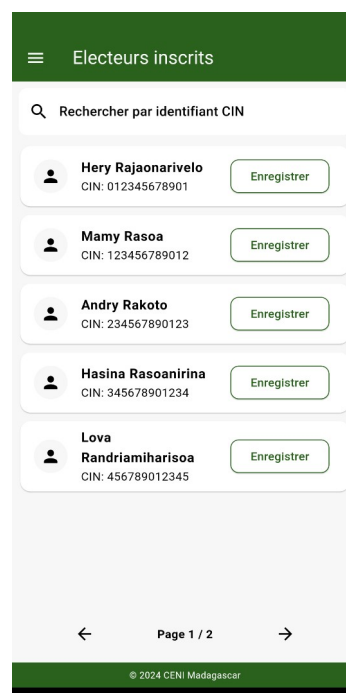 Electeurs inscrits
Rechercher par identifiant CIN
Hery Rajaonarivelo
CIN: 012345678901
Enregistrer
Mamy Rasoa
CIN: 123456789012
Enregistrer
Andry Rakoto
CIN: 234567890123
Enregistrer
Hasina Rasoanirina
CIN: 345678901234
Enregistrer
Lova
Randriamiharisoa
CIN: 456789012345
Enregistrer
Page 1 / 2
© 2024 CENI Madagascar